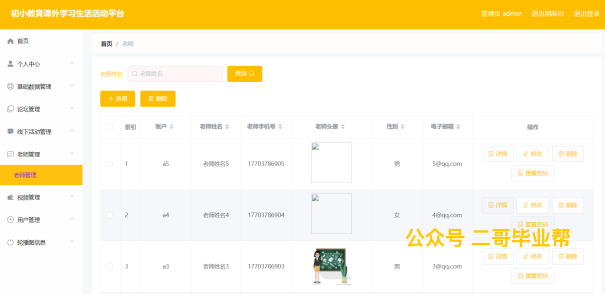 初小教育课外学习生活活动平台
管理员 admin 退出到前台 退出登录
首页
首页 / 老师
个人中心
基础数据管理
论坛管理
线下活动管理
老师管理
老师管理
视频管理
用户管理
轮播图信息
老师姓名 老师姓名 查询
+ 新增 删除
索引 账户 老师姓名 老师手机号 老师头像 性别 电子邮箱 操作
1 a5 老师姓名5 17703786905 男 5@qq.com 详情 修改 删除
重置密码
2 a4 老师姓名4 17703786904 女 4@qq.com 详情 修改 删除
重置密码
公众号 二哥毕业帮
3 a3 老师姓名3 17703786903 男 3@qq.com 详情 修改 删除
重置密码